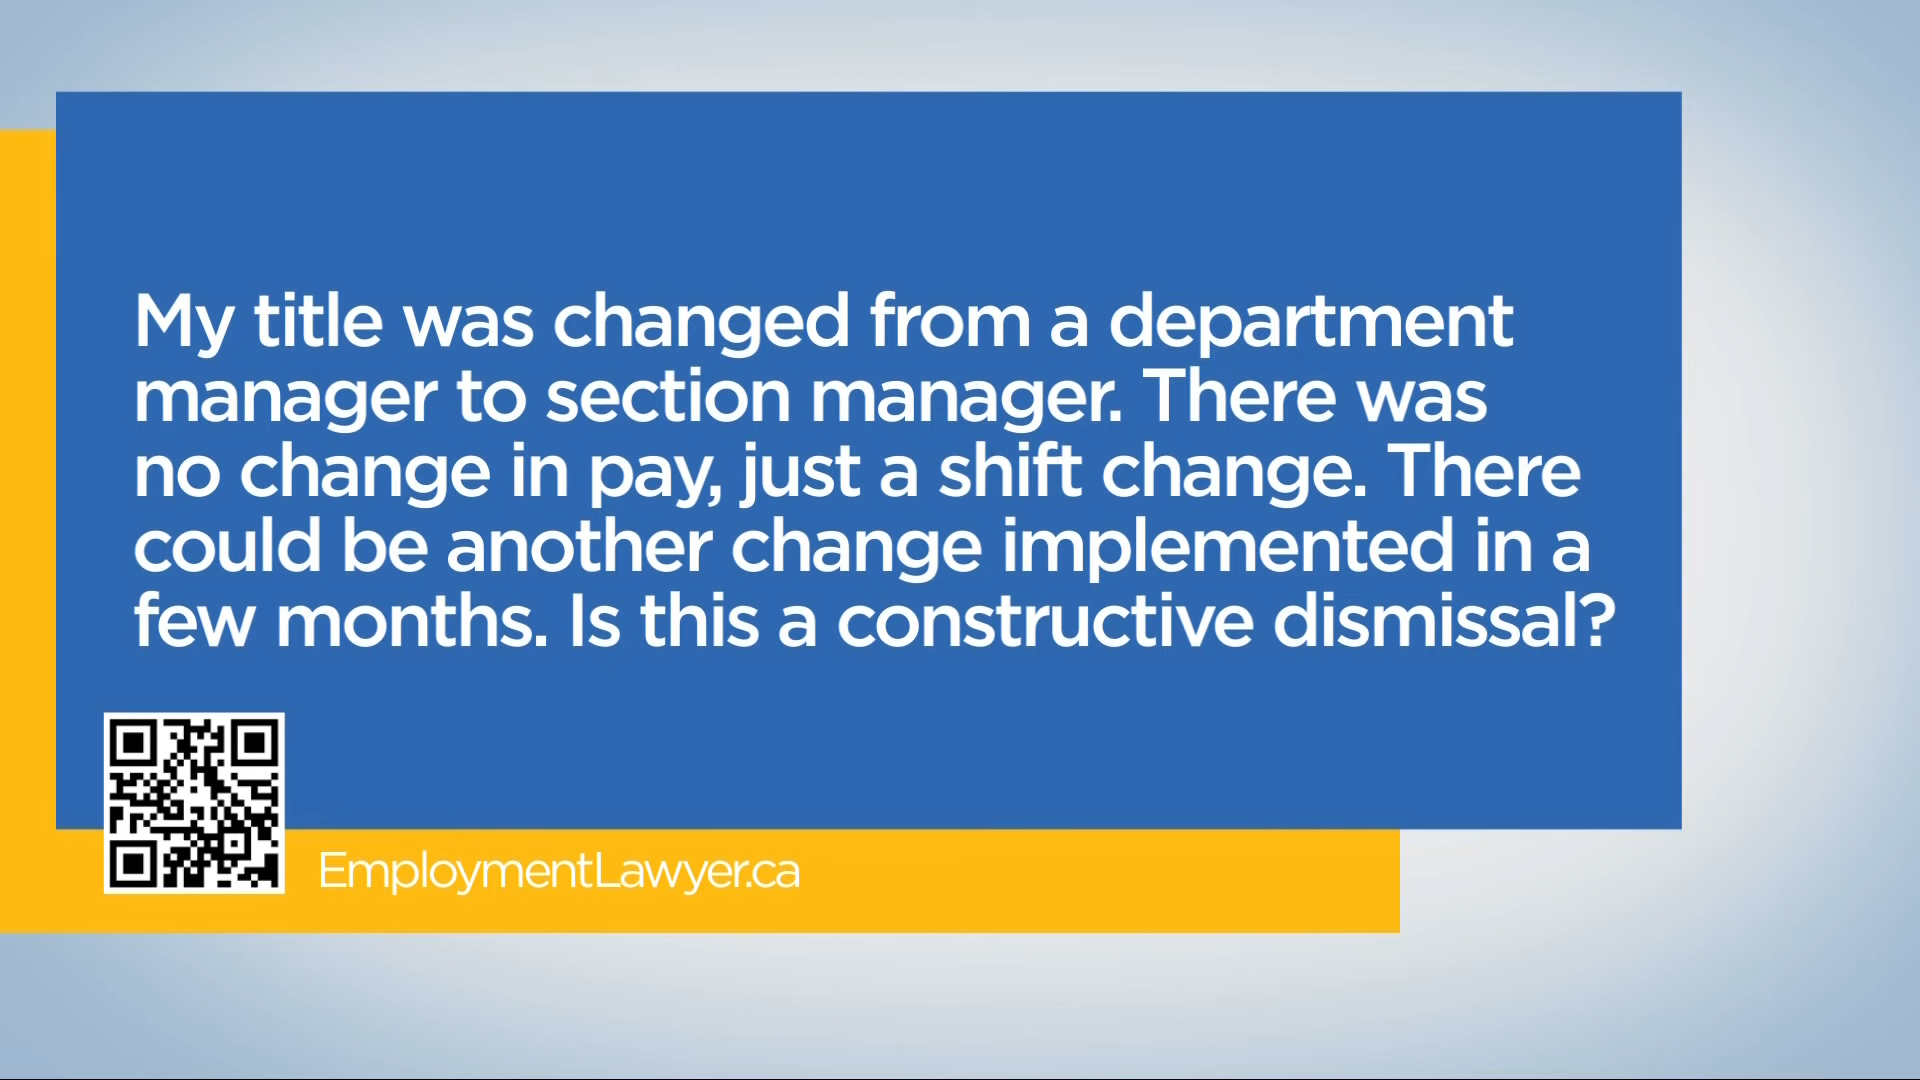 My title was changed from a department
manager to section manager. There was
no change in pay, just a shift change. There
could be another change implemented in a
few months. Is this a constructive dismissal?
EmploymentLawyer.ca